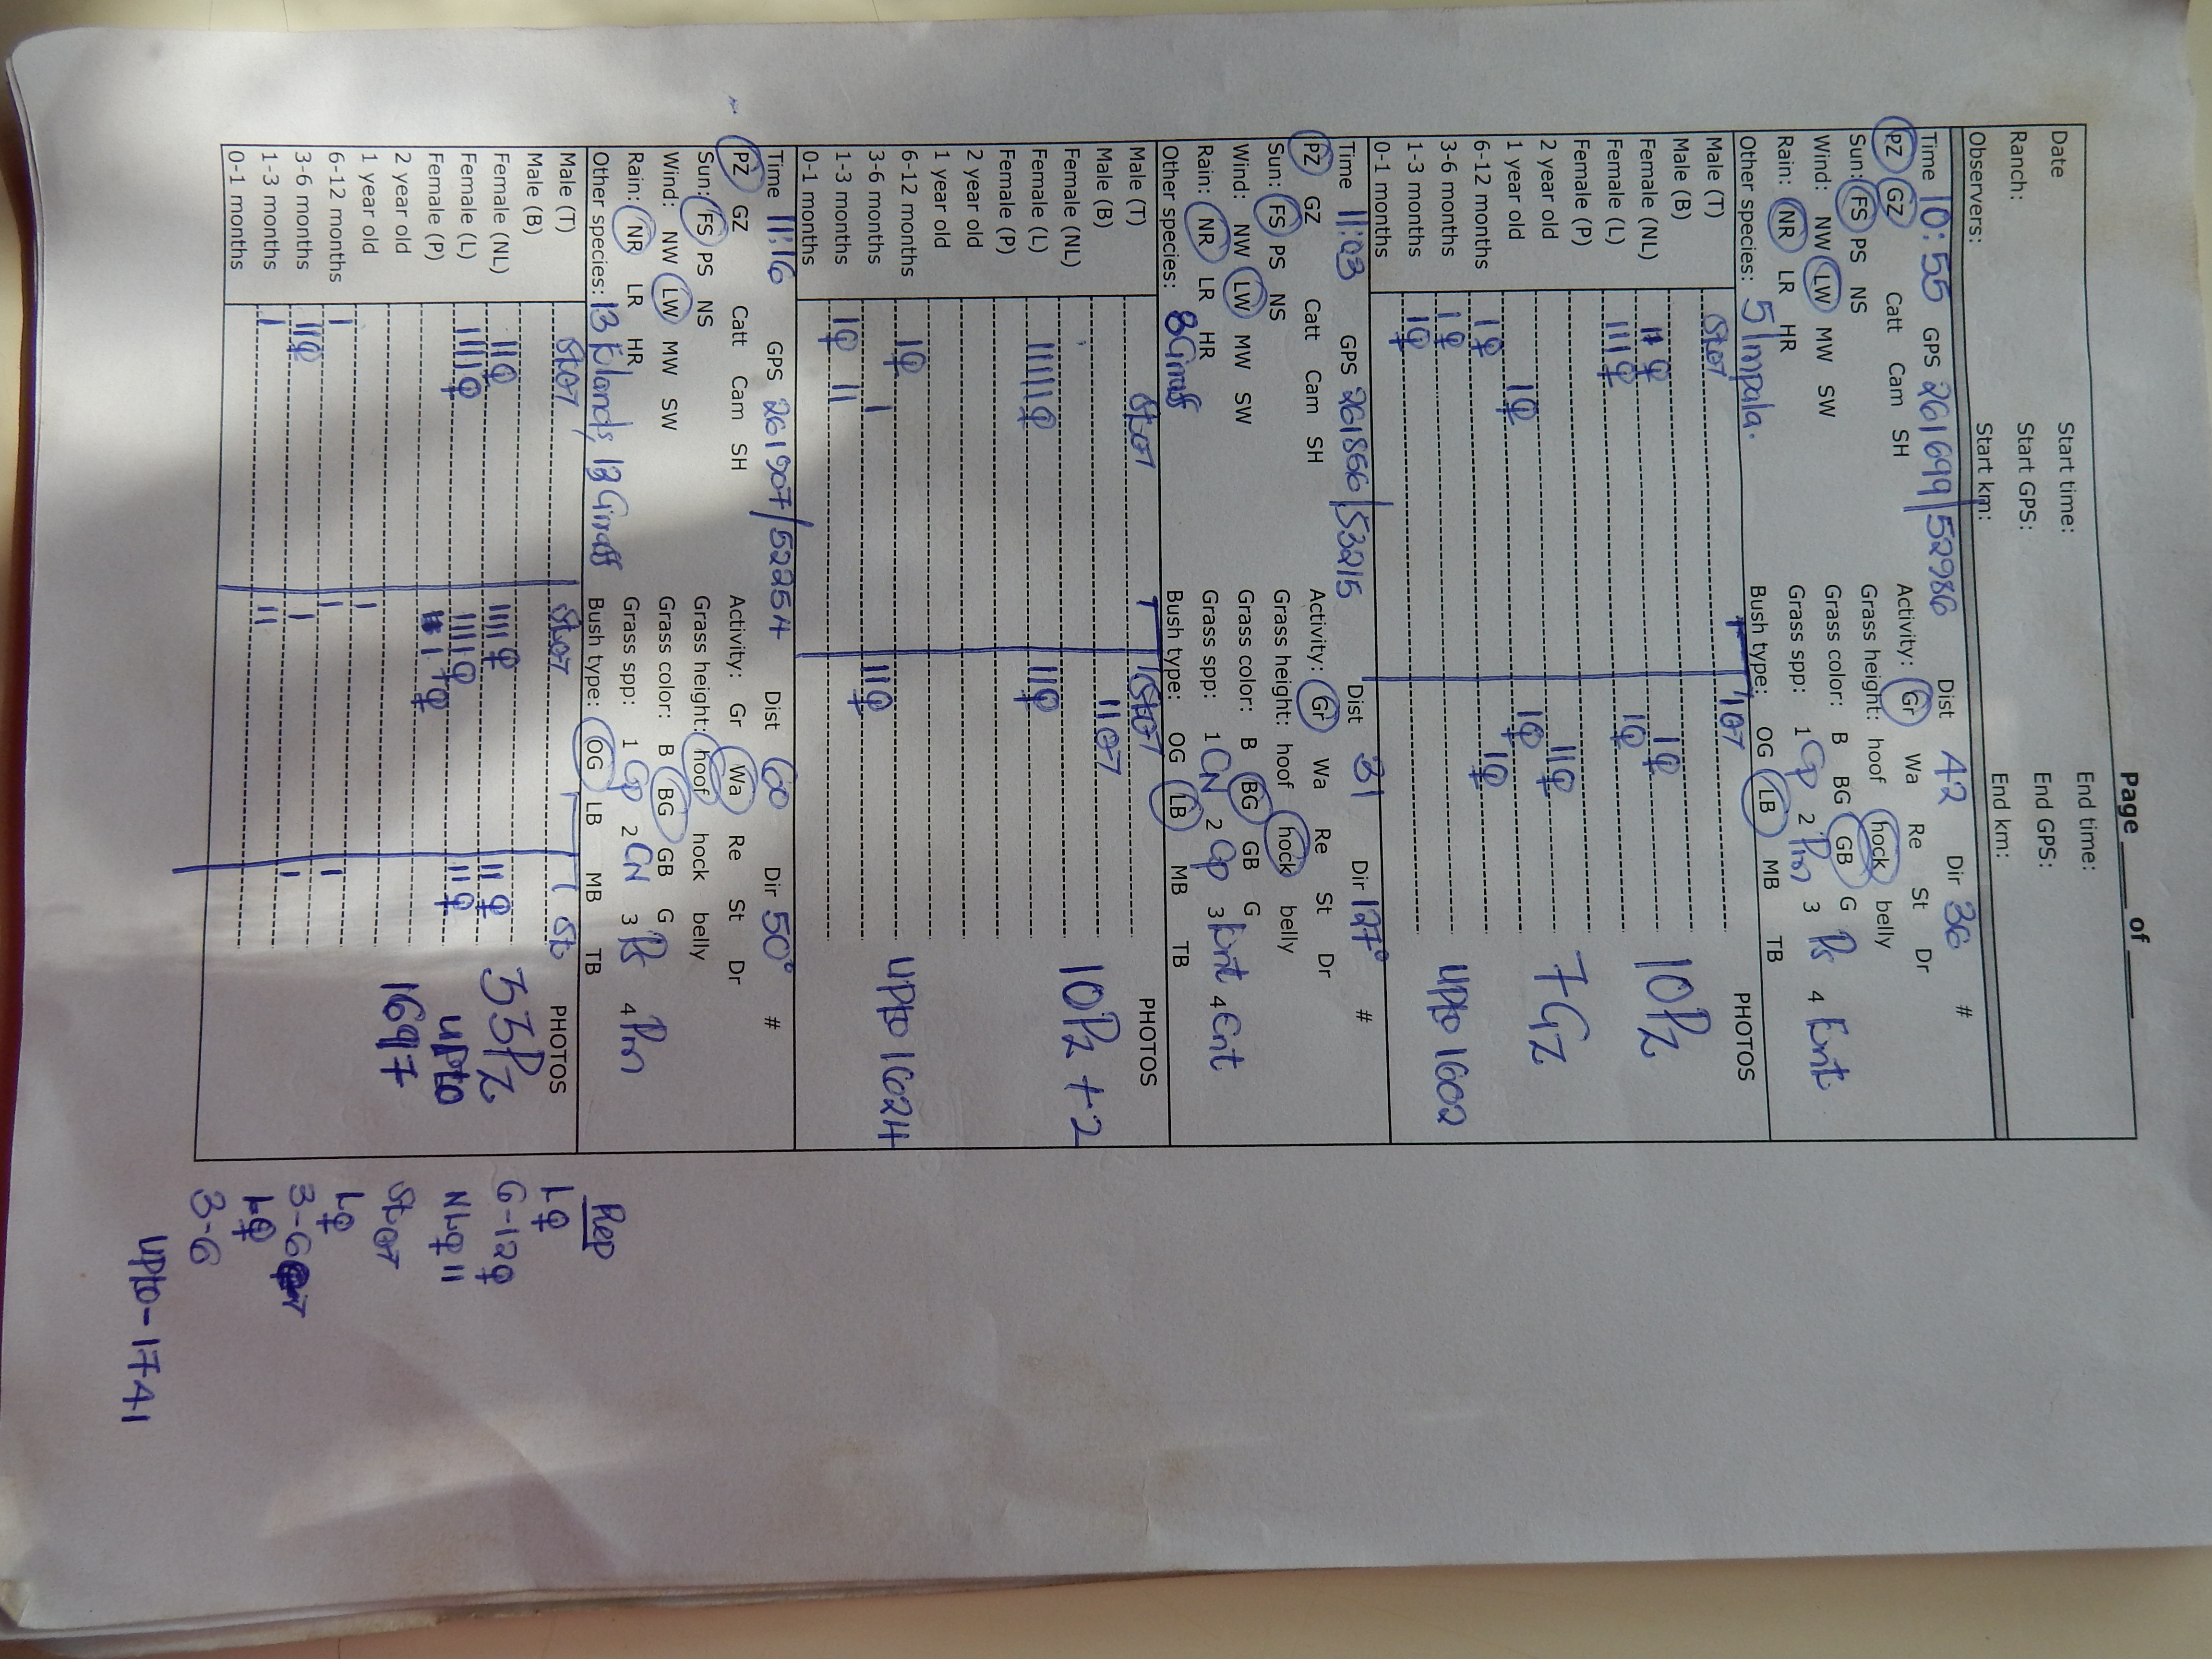 Page ____ of ____
Date Start time: End time:
Ranch: Start GPS: End GPS:
Observers: Start km: End km:
Time 10:55 GPS 261699/52986 Dist 42 Dir 36 #
PZ GZ Catt Cam SH Activity: Gr Wa Re St Dr
Sun: FS PS NS Grass height: hoof hock belly
Wind: NW LW MW SW Grass color: B BG GB G
Rain: NR LR HR Grass spp: 1 Cp 2 Pm 3 Ps 4 Ent
Other species: 5 Impala. Bush type: OG LB MB TB
Male (T) St♂ 1♂ PHOTOS
Male (B)
Female (NL) ♀ 1♀ 10Pz
Female (L) 111♀ 1♀
Female (P)
2 year old 11♀ 7Gz
1 year old 1♀ 1♀
6-12 months 1♀ 1♀
3-6 months 1♀ upto 1602
1-3 months 1♀
0-1 months
Time 11:03 GPS 261856/53215 Dist 31 Dir 127° #
PZ GZ Catt Cam SH Activity: Gr Wa Re St Dr
Sun: FS PS NS Grass height: hoof hock belly
Wind: NW LW MW SW Grass color: B BG GB G
Rain: NR LR HR Grass spp: 1 CN 2 Cp 3 Ent 4 Ent
Other species: 8 Giraff Bush type: OG LB MB TB
Male (T) St♂ St♂ PHOTOS
Male (B) 11♂ 10Pz +2
Female (NL)
Female (L) 111111♀ 11♀
Female (P)
2 year old
1 year old
6-12 months 1♀ upto 1624
3-6 months 1 11♀
1-3 months 1♀ 11
0-1 months
Time 11:16 GPS 261907/52254 Dist 60 Dir 50° #
PZ GZ Catt Cam SH Activity: Gr Wa Re St Dr
Sun: FS PS NS Grass height: hoof hock belly
Wind: NW LW MW SW Grass color: B BG GB G
Rain: NR LR HR Grass spp: 1 Cp 2 CN 3 Ps 4 Pm
Other species: 13 Elands, 13 Giraff Bush type: OG LB MB TB
Male (T) St♂ St♂ St PHOTOS
Male (B)
Female (NL) 11♀ 1111♀ 11♀ 33Pz
Female (L) 11111♀ 11111♀ 11♀ upto
Female (P) 1 ♀
2 year old 1697
1 year old 1
6-12 months 1 1 1
3-6 months 11♀ 1 1
1-3 months 1 11
0-1 months
Rep
L♀
6-12♀
NL♀ 11
St♂
L♀
3-6
L♀
3-6
upto-1741